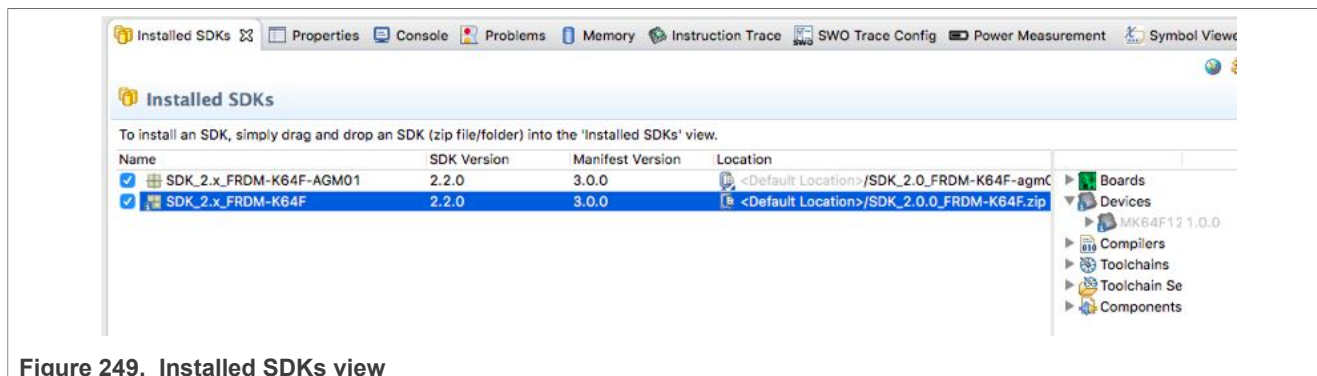 Installed SDKs Properties Console Problems Memory Instruction Trace SWO Trace Config Power Measurement Symbol Viewe
Installed SDKs
To install an SDK, simply drag and drop an SDK (zip file/folder) into the 'Installed SDKs' view.
Name SDK Version Manifest Version Location
SDK_2.x_FRDM-K64F-AGM01 2.2.0 3.0.0 <Default Location>/SDK_2.0_FRDM-K64F-agm0 Boards
SDK_2.x_FRDM-K64F 2.2.0 3.0.0 <Default Location>/SDK_2.0.0_FRDM-K64F.zip Devices
MK64F12 1.0.0
Compilers
Toolchains
Toolchain Se
Components
Figure 249. Installed SDKs view